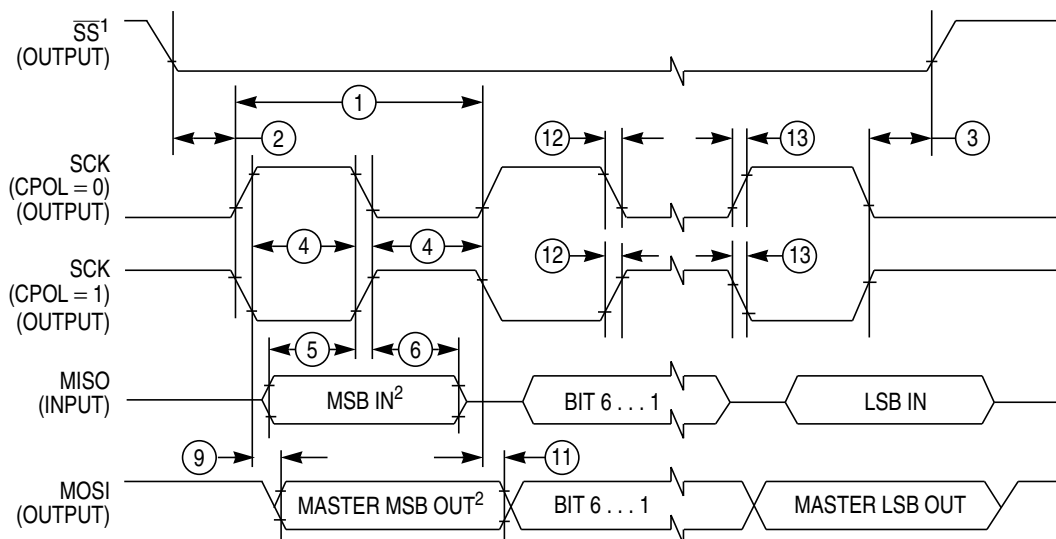 S̅S̅¹
(OUTPUT)
1
2
12
13
3
SCK
(CPOL = 0)
(OUTPUT)
4
4
SCK
(CPOL = 1)
(OUTPUT)
12
13
5
6
MISO
(INPUT)
MSB IN²
BIT 6 . . . 1
LSB IN
9
11
MOSI
(OUTPUT)
MASTER MSB OUT²
BIT 6 . . . 1
MASTER LSB OUT